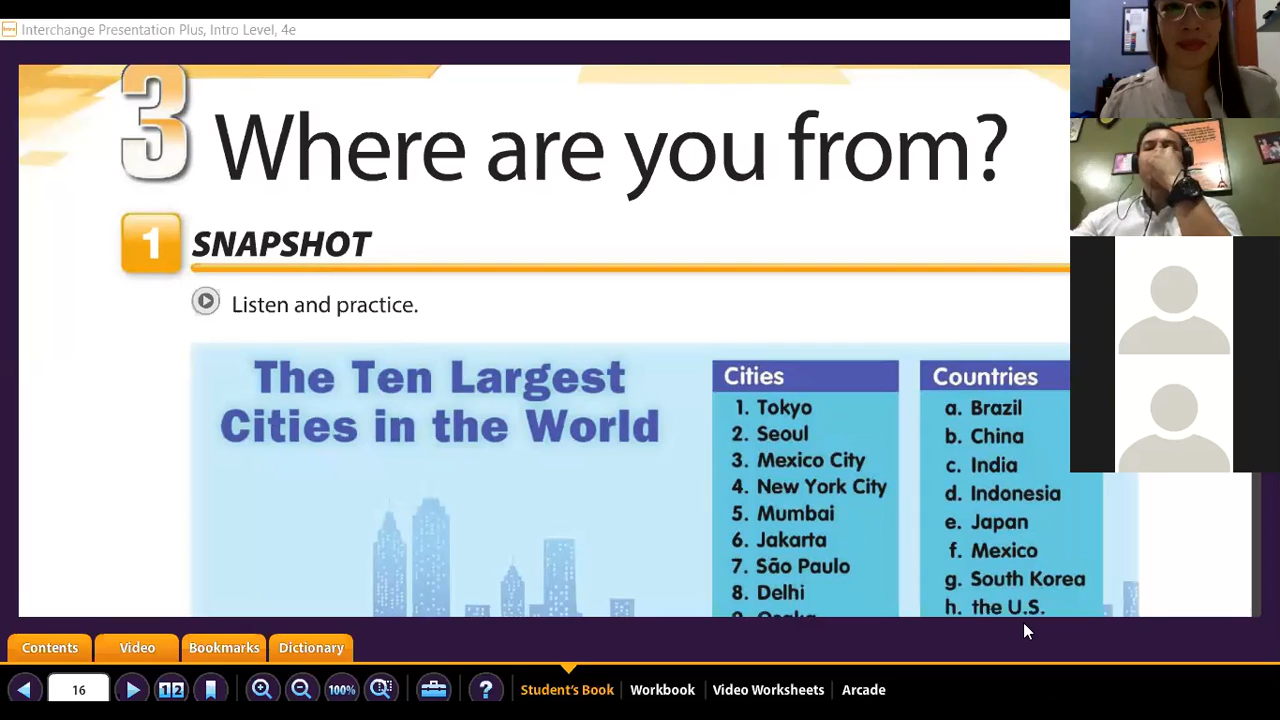 Interchange Presentation Plus, Intro Level, 4e
3 Where are you from?
1 SNAPSHOT
Listen and practice.
The Ten Largest
Cities in the World
Cities
1. Tokyo
2. Seoul
3. Mexico City
4. New York City
5. Mumbai
6. Jakarta
7. São Paulo
8. Delhi
9. Osaka
Countries
a. Brazil
b. China
c. India
d. Indonesia
e. Japan
f. Mexico
g. South Korea
h. the U.S.
Contents Video Bookmarks Dictionary
16 12 100% ? Student's Book Workbook Video Worksheets Arcade